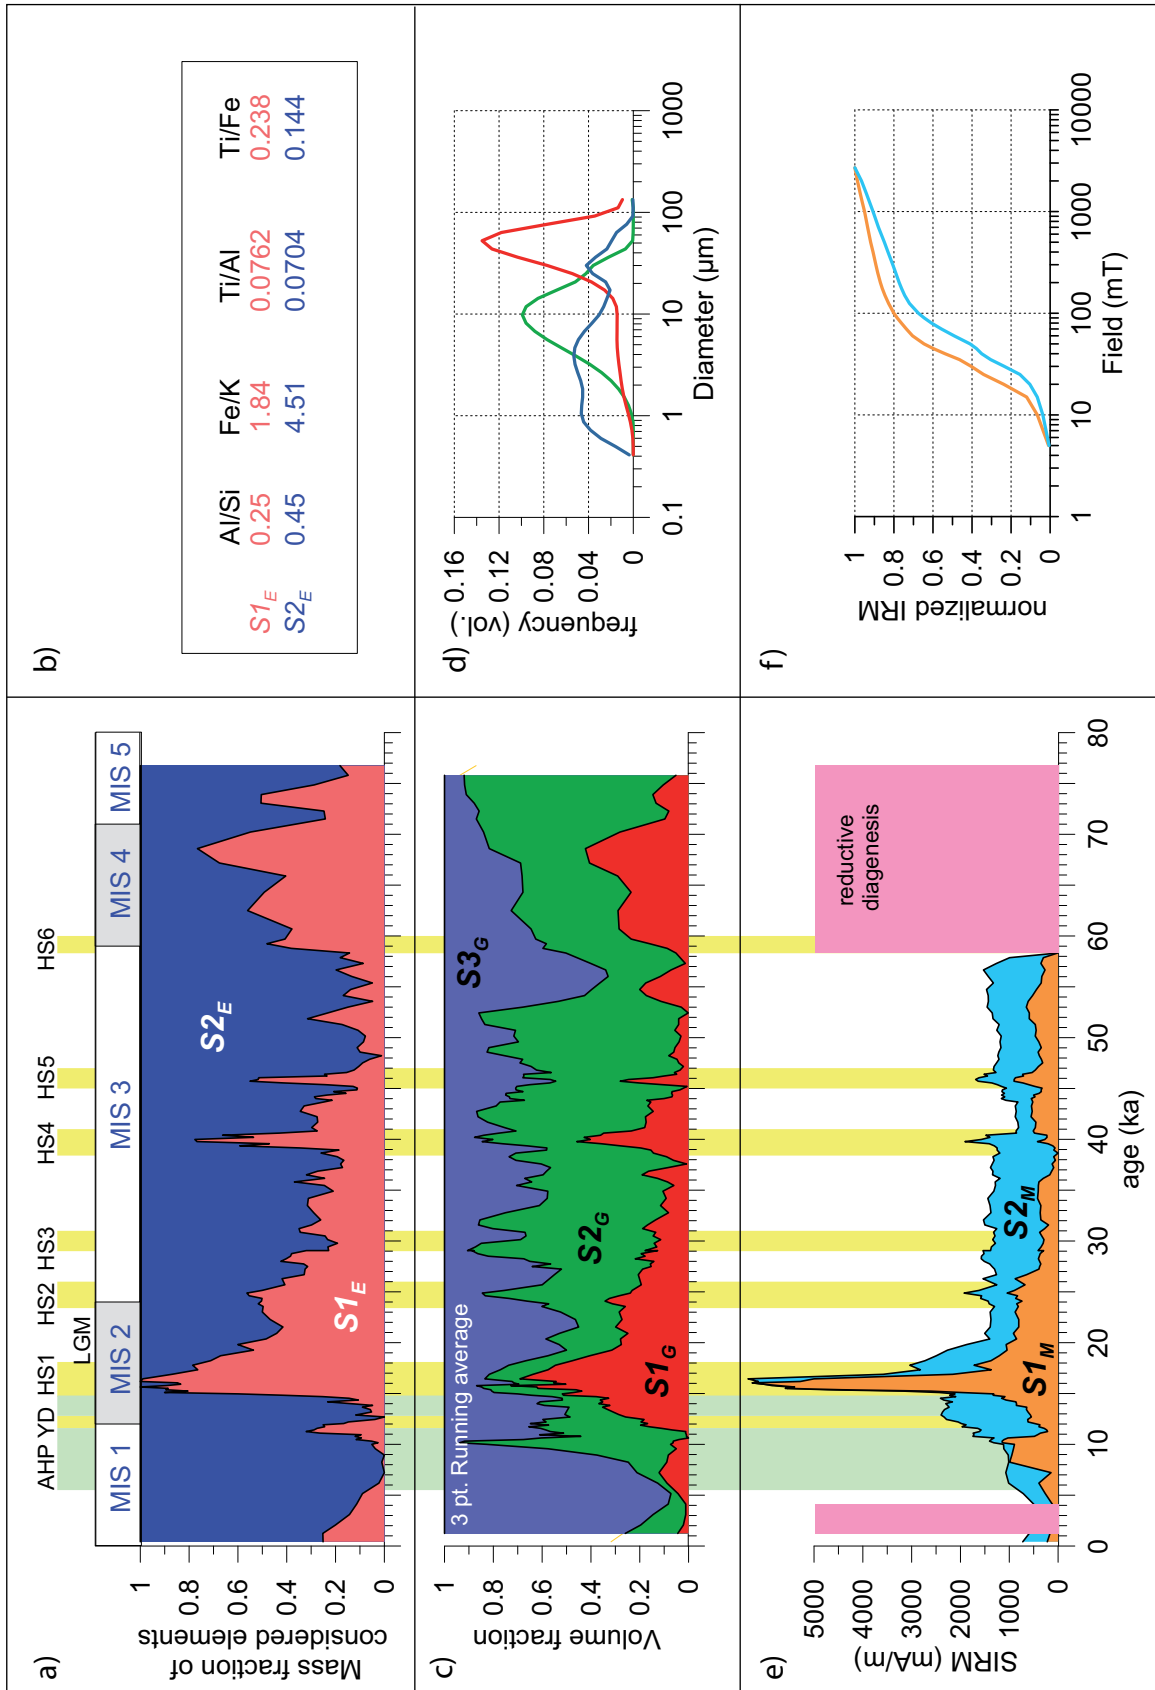 a)
AHP YD HS1 HS2 HS3 HS4 HS5 HS6
LGM
MIS 1 MIS 2 MIS 3 MIS 4 MIS 5
Mass fraction of
considered elements
1
0.8
0.6
0.4
0.2
0
S2E
S1E
b)
Al/Si Fe/K Ti/Al Ti/Fe
S1E 0.25 1.84 0.0762 0.238
S2E 0.45 4.51 0.0704 0.144
c)
Volume fraction
1
0.8
0.6
0.4
0.2
0
3 pt. Running average
S3G
S2G
S1G
d)
frequency (vol.)
0.16
0.12
0.08
0.04
0
0.1 1 10 100 1000
Diameter (µm)
e)
SIRM (mA/m)
5000
4000
3000
2000
1000
0
reductive
diagenesis
S2M
S1M
0 10 20 30 40 50 60 70 80
age (ka)
f)
normalized IRM
1
0.8
0.6
0.4
0.2
0
1 10 100 1000 10000
Field (mT)